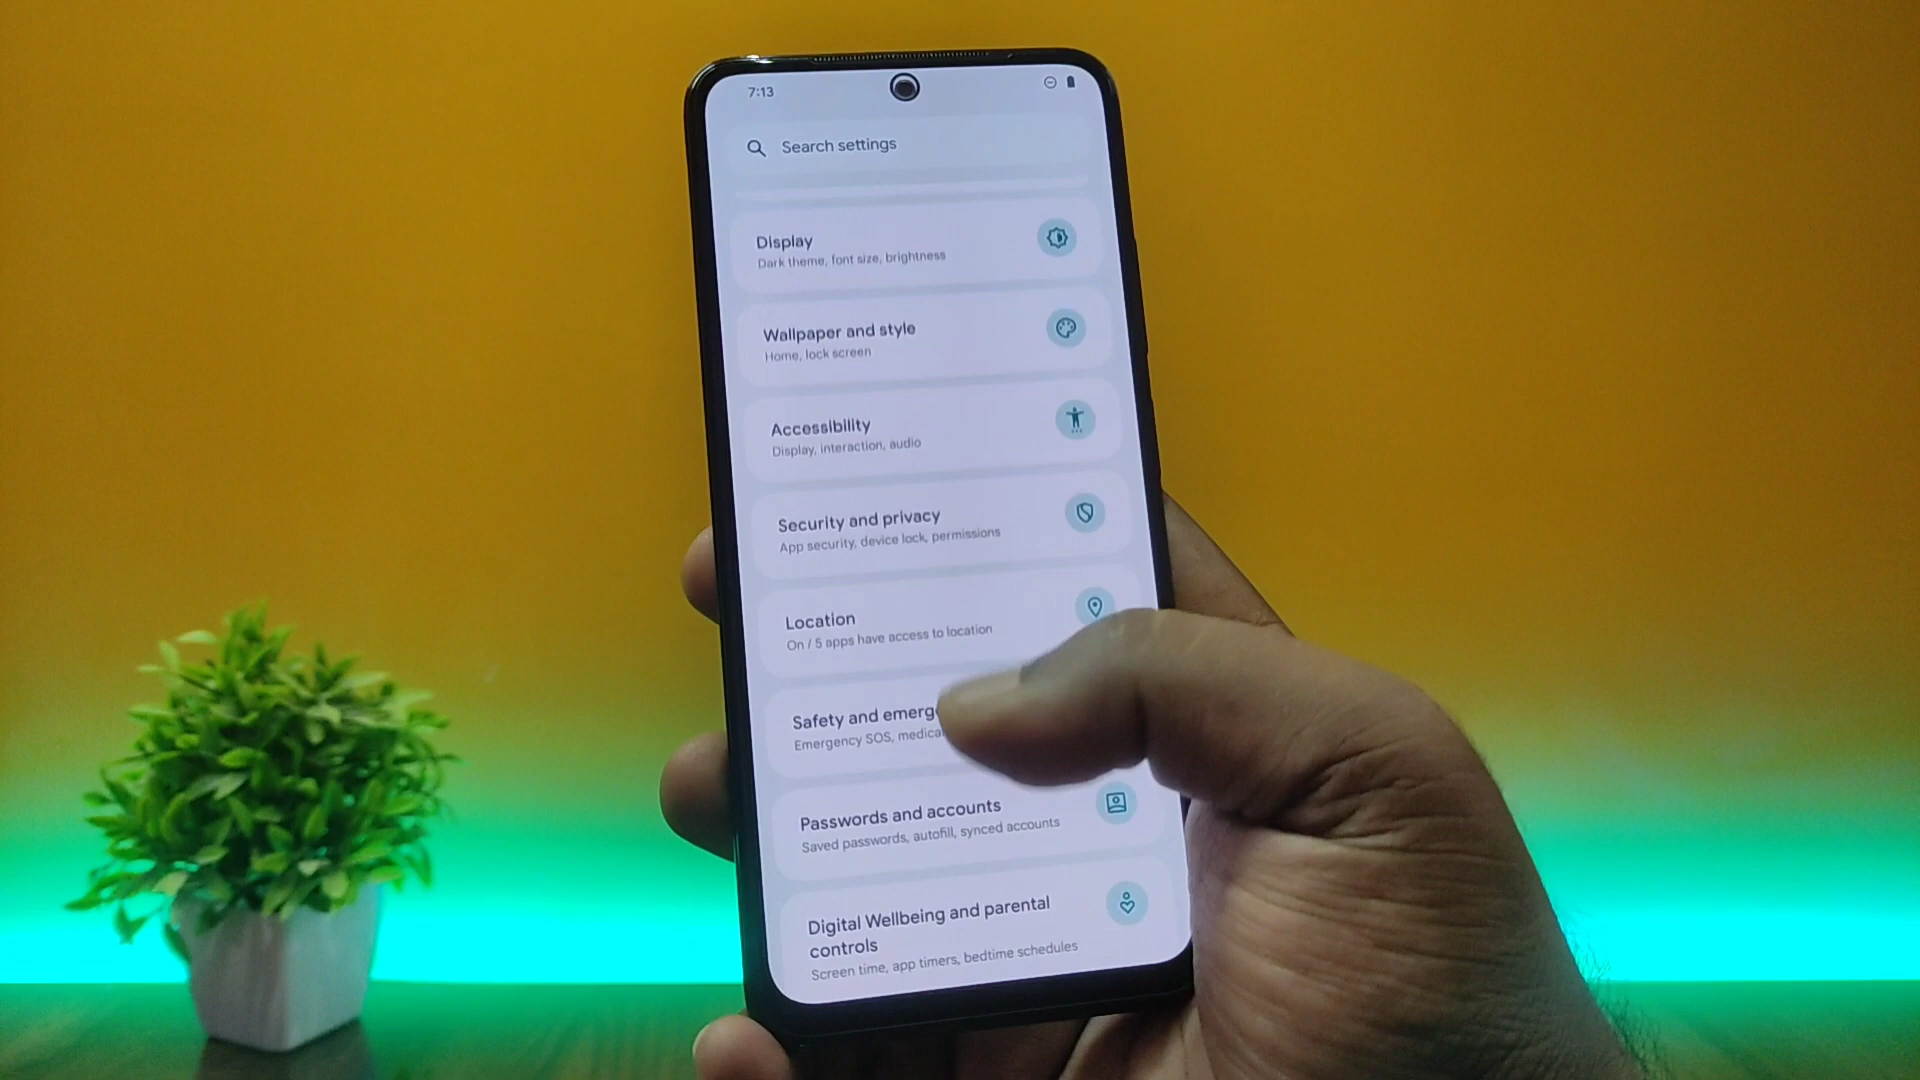 7:13
Search settings
Display
Dark theme, font size, brightness
Wallpaper and style
Home, lock screen
Accessibility
Display, interaction, audio
Security and privacy
App security, device lock, permissions
Location
On / 5 apps have access to location
Safety and
Emergency SOS,
Passwords and accounts
Saved passwords, autofill, synced accounts
Digital Wellbeing and parental
controls
Screen time, app timers, bedtime schedules